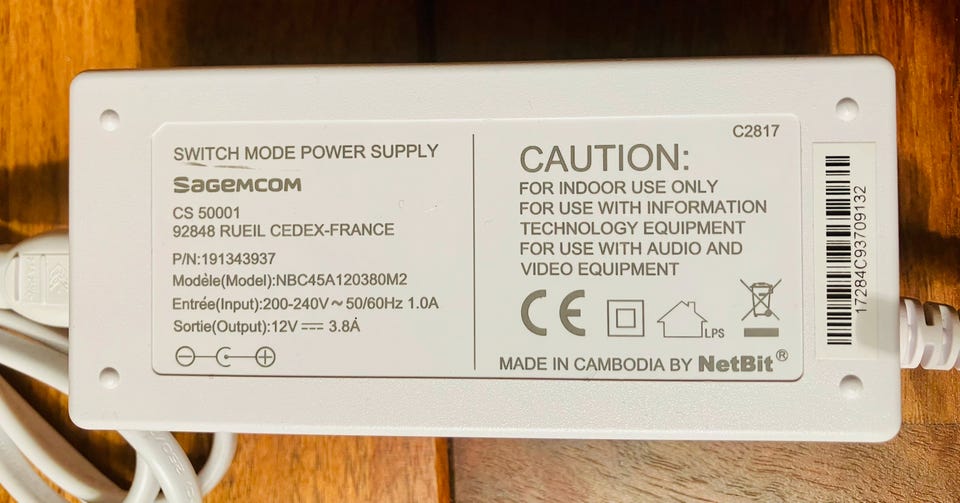 SWITCH MODE POWER SUPPLY
SAGEMCOM
CS 50001
92848 RUEIL CEDEX-FRANCE
P/N:191343937
Modèle(Model):NBC45A120380M2
Entrée(Input):200-240V~50/60Hz 1.0A
Sortie(Output):12V⎓3.8A
C2817
CAUTION:
FOR INDOOR USE ONLY
FOR USE WITH INFORMATION
TECHNOLOGY EQUIPMENT
FOR USE WITH AUDIO AND
VIDEO EQUIPMENT
CE
LPS
MADE IN CAMBODIA BY NetBit®
17284C93709132